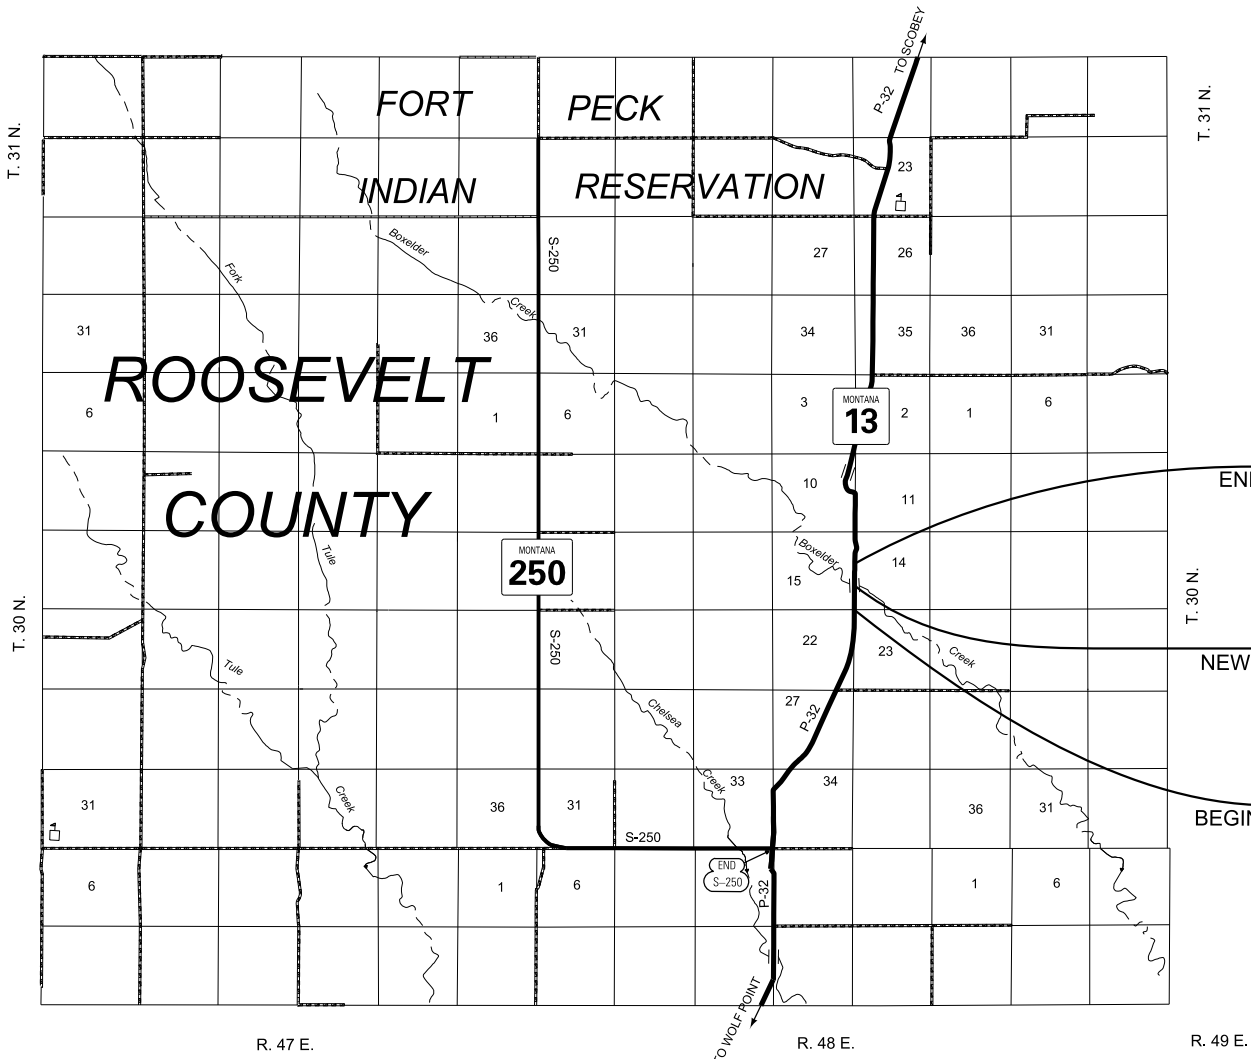 TO SCOBEY
P-32
FORT PECK
INDIAN RESERVATION
T. 31 N.
T. 31 N.
23
Boxelder
S-250
27
26
Fork
Creek
31
36
31
34
35
36
31
ROOSEVELT
6
1
6
3
MONTANA
13
2
1
6
10
11
END
COUNTY
Tule
MONTANA
250
Boxelder
15
14
T. 30 N.
T. 30 N.
S-250
22
23
Creek
NEW
Tule
Chelsea
27
P-32
33
34
Creek
31
Creek
36
31
36
31
BEGIN
S-250
END
S-250
P-32
6
1
6
1
6
TO WOLF POINT
R. 47 E.
R. 48 E.
R. 49 E.